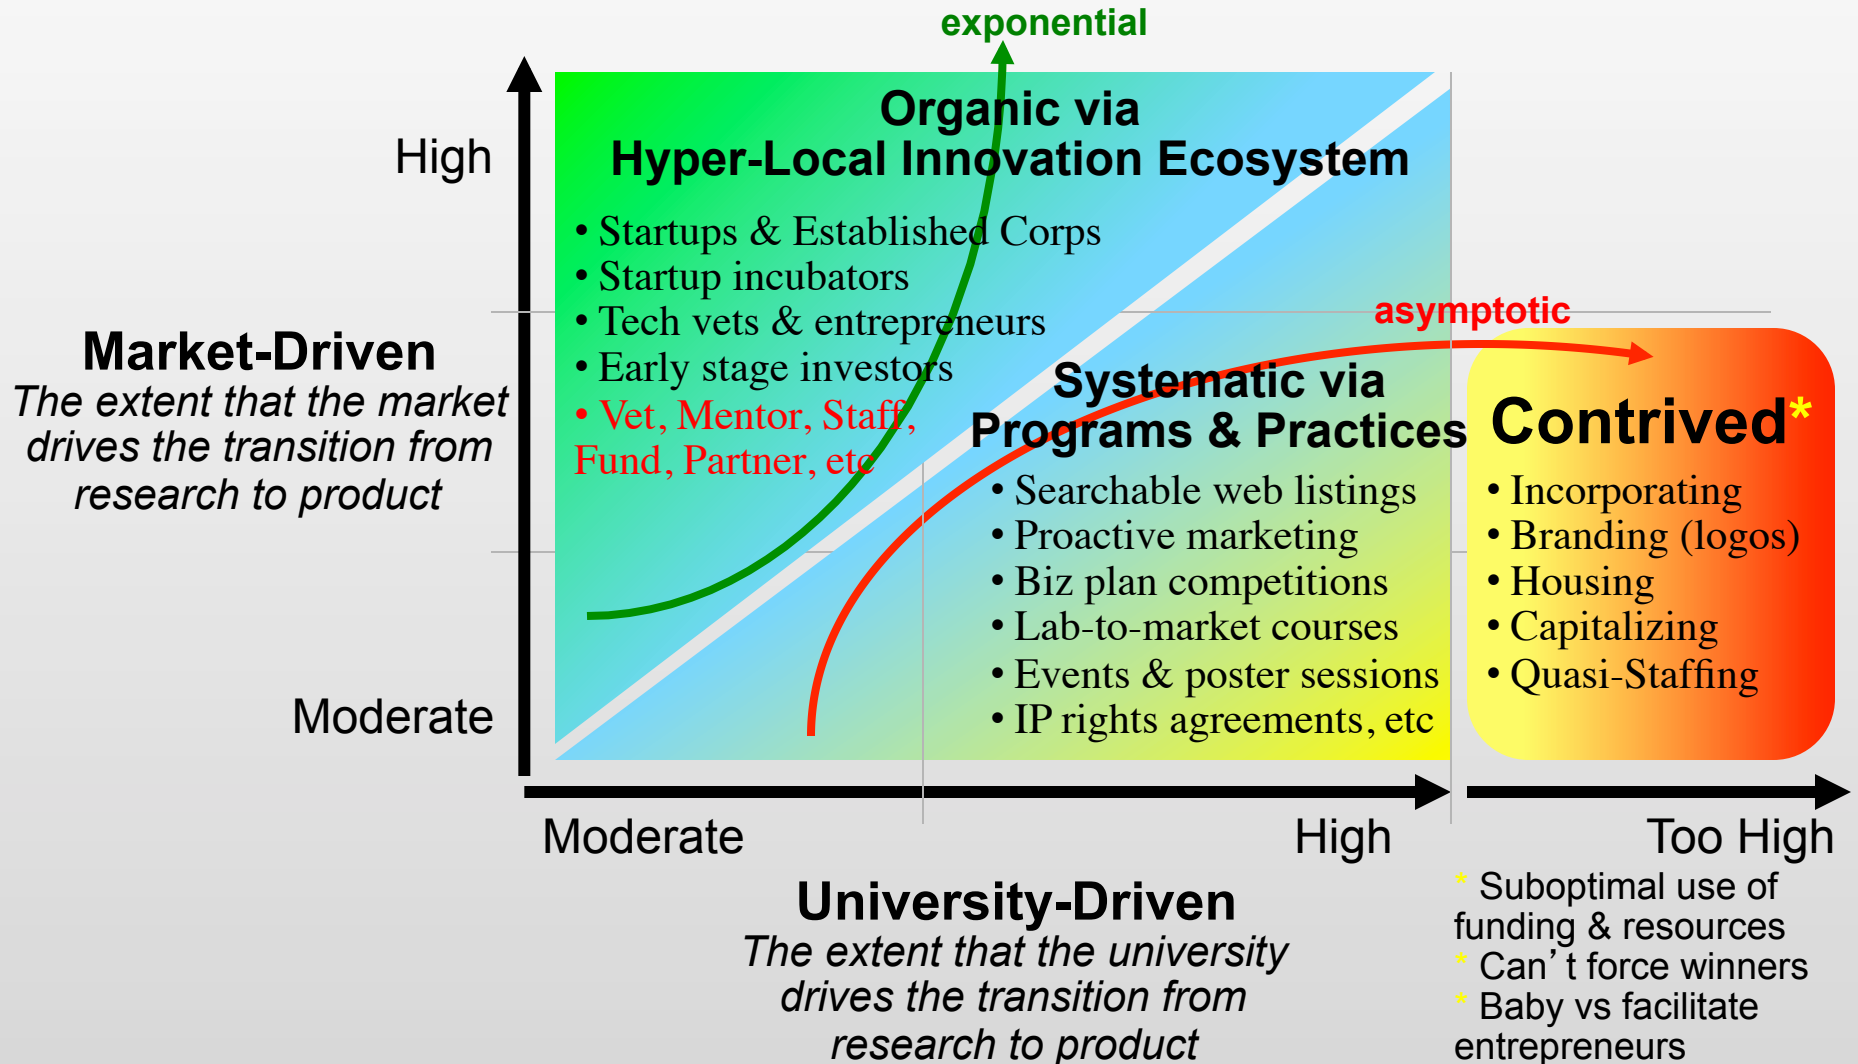 exponential
Organic via
Hyper-Local Innovation Ecosystem
High
• Startups & Established Corps
• Startup incubators
• Tech vets & entrepreneurs
• Early stage investors
• Vet, Mentor, Staff,
Fund, Partner, etc
Market-Driven
The extent that the market
drives the transition from
research to product
asymptotic
Systematic via
Programs & Practices
• Searchable web listings
• Proactive marketing
• Biz plan competitions
• Lab-to-market courses
• Events & poster sessions
• IP rights agreements, etc
Contrived*
• Incorporating
• Branding (logos)
• Housing
• Capitalizing
• Quasi-Staffing
Moderate
Moderate
High
Too High
University-Driven
The extent that the university
drives the transition from
research to product
* Suboptimal use of
funding & resources
* Can’t force winners
* Baby vs facilitate
entrepreneurs